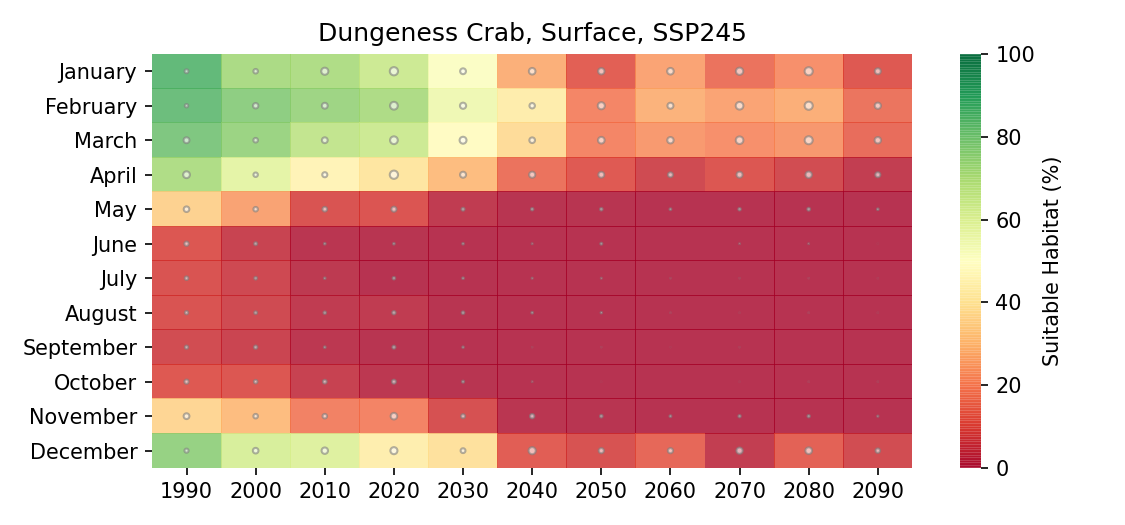 Dungeness Crab, Surface, SSP245
January
February
March
April
May
June
July
August
September
October
November
December
1990 2000 2010 2020 2030 2040 2050 2060 2070 2080 2090
100
80
60
40
20
0
Suitable Habitat (%)